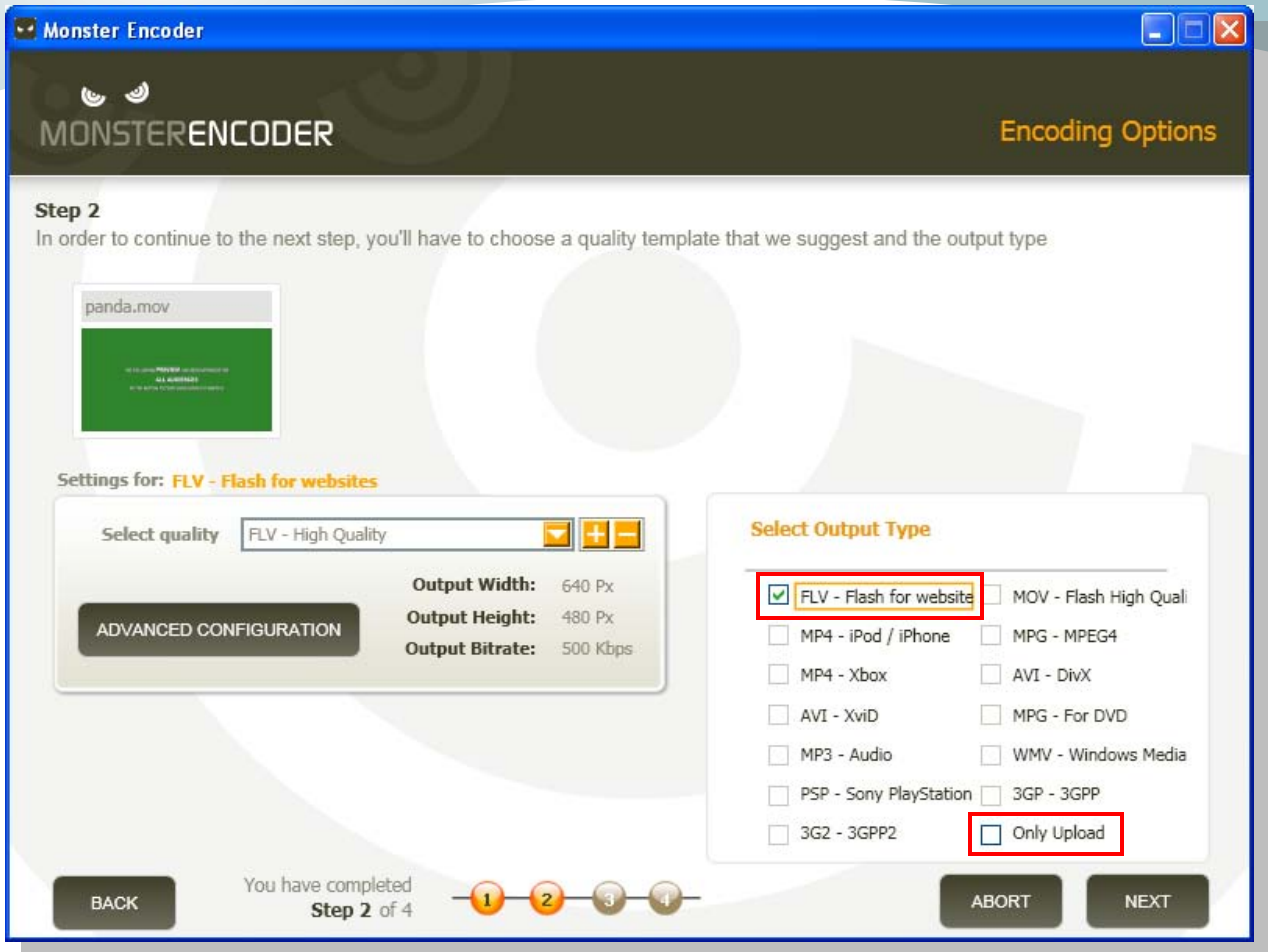 Monster Encoder
MONSTERENCODER
Encoding Options
Step 2
In order to continue to the next step, you'll have to choose a quality template that we suggest and the output type
panda.mov
PREVIEW
ALL AUDIENCES
Settings for: FLV - Flash for websites
Select quality FLV - High Quality
Output Width: 640 Px
Output Height: 480 Px
Output Bitrate: 500 Kbps
ADVANCED CONFIGURATION
Select Output Type
FLV - Flash for website MOV - Flash High Quali
MP4 - iPod / iPhone MPG - MPEG4
MP4 - Xbox AVI - DivX
AVI - XviD MPG - For DVD
MP3 - Audio WMV - Windows Media
PSP - Sony PlayStation 3GP - 3GPP
3G2 - 3GPP2 Only Upload
BACK
You have completed
Step 2 of 4
1 2 3 4
ABORT
NEXT